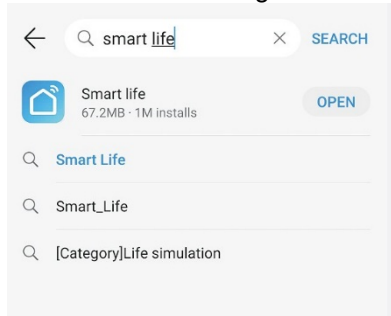 smart life SEARCH
Smart life
67.2MB · 1M installs
OPEN
Smart Life
Smart_Life
[Category]Life simulation